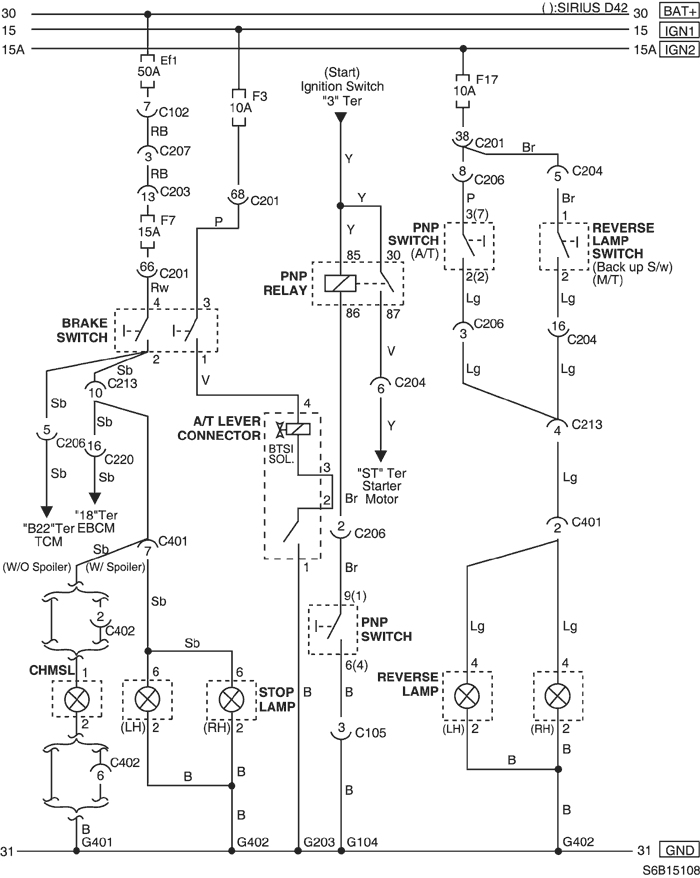 ( ):SIRIUS D42
30 30 BAT+
15 15 IGN1
15A 15A IGN2
Ef1
50A
F3
10A
(Start)
Ignition Switch
"3" Ter
F17
10A
7 C102
RB
3 C207
RB
13 C203
F7
15A
66 C201
Rw
68 C201
P
Y
Y
Y
38 C201
Br
8 C206
5 C204
P
Br
3(7)
1
PNP
SWITCH
(A/T)
2(2)
REVERSE
LAMP
SWITCH
(Back up S/w)
(M/T)
2
85 30
PNP
RELAY
86 87
Lg
Lg
3 C206
16 C204
Lg
Lg
4 C213
4 3
BRAKE
SWITCH
2 1
Sb
10 C213
V
V
6 C204
Y
"ST" Ter
Starter
Motor
Sb
Sb
5 C206
16 C220
Sb
Sb
"B22"Ter
TCM
"18"Ter
EBCM
A/T LEVER
CONNECTOR
4
BTSI
SOL.
3
2
1
Br
2 C206
Br
Lg
2 C401
Sb
7 C401
(W/O Spoiler)
(W/ Spoiler)
Sb
2
C402
Sb
9(1)
PNP
SWITCH
6(4)
Lg
Lg
CHMSL
1
2
6
6
STOP
LAMP
(LH) 2
(RH) 2
B
B
REVERSE
LAMP
4
4
(LH) 2
(RH) 2
C402
6
B
B
B
3 C105
B
B
B
B
B
31 G401 G402 G203 G104 G402 31 GND
S6B15108